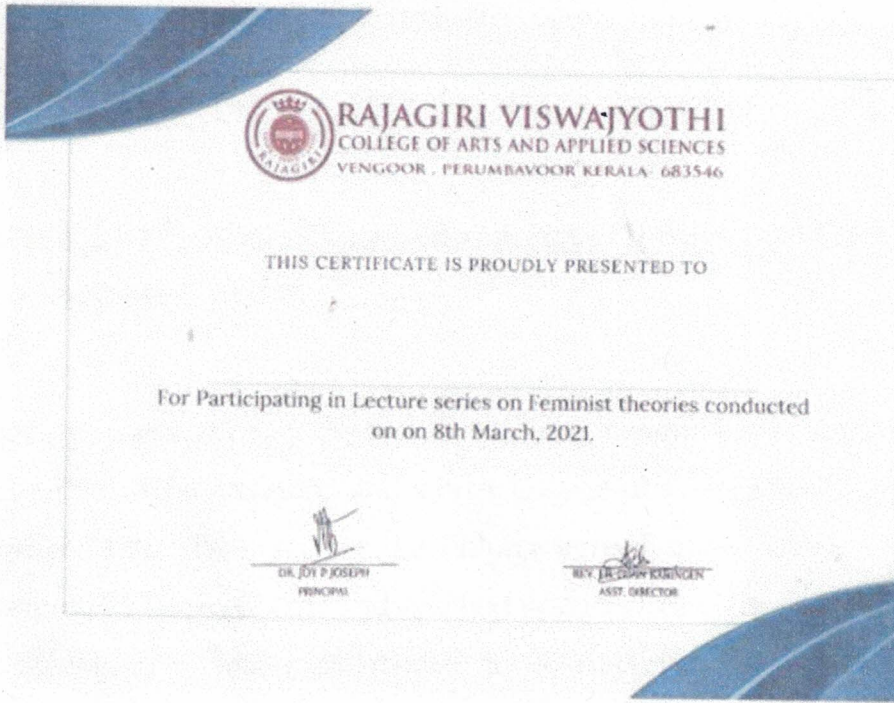 RAJAGIRI
RAJAGIRI VISWAJYOTHI
COLLEGE OF ARTS AND APPLIED SCIENCES
VENGOOR , PERUMBAVOOR KERALA- 683546
THIS CERTIFICATE IS PROUDLY PRESENTED TO
For Participating in Lecture series on Feminist theories conducted
on on 8th March, 2021.
DR. JOY P JOSEPH
PRINCIPAL
REV.
ASST. DIRECTOR